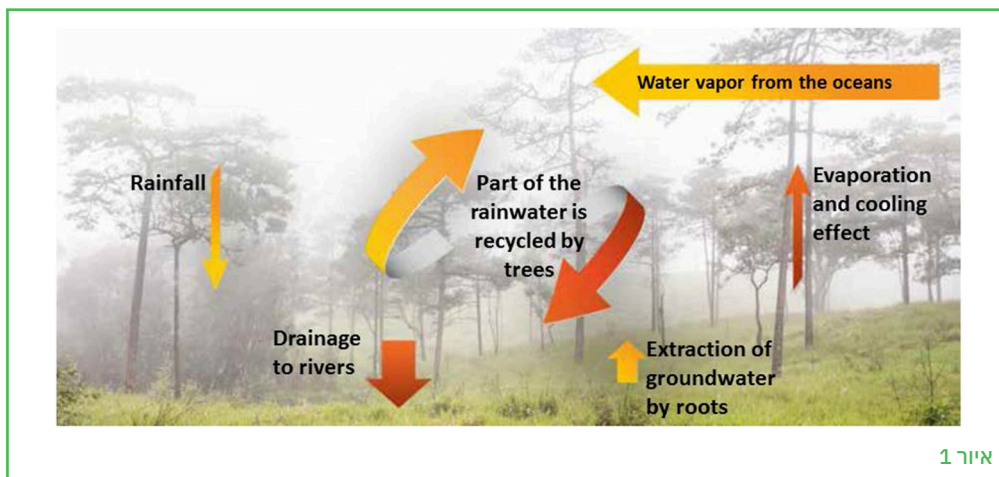 Water vapor from the oceans
Rainfall
Part of the
rainwater is
recycled by
trees
Evaporation
and cooling
effect
Drainage
to rivers
Extraction of
groundwater
by roots
איור 1